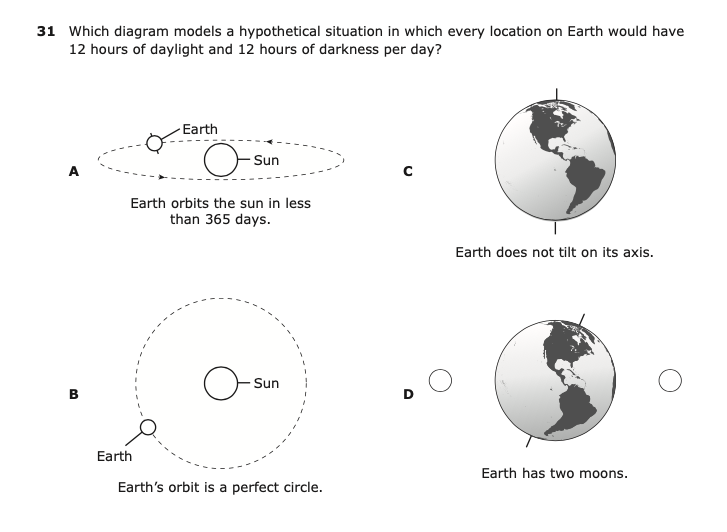 31 Which diagram models a hypothetical situation in which every location on Earth would have
12 hours of daylight and 12 hours of darkness per day?
A
Earth
Sun
Earth orbits the sun in less
than 365 days.
C
Earth does not tilt on its axis.
B
Sun
Earth
Earth’s orbit is a perfect circle.
D
Earth has two moons.